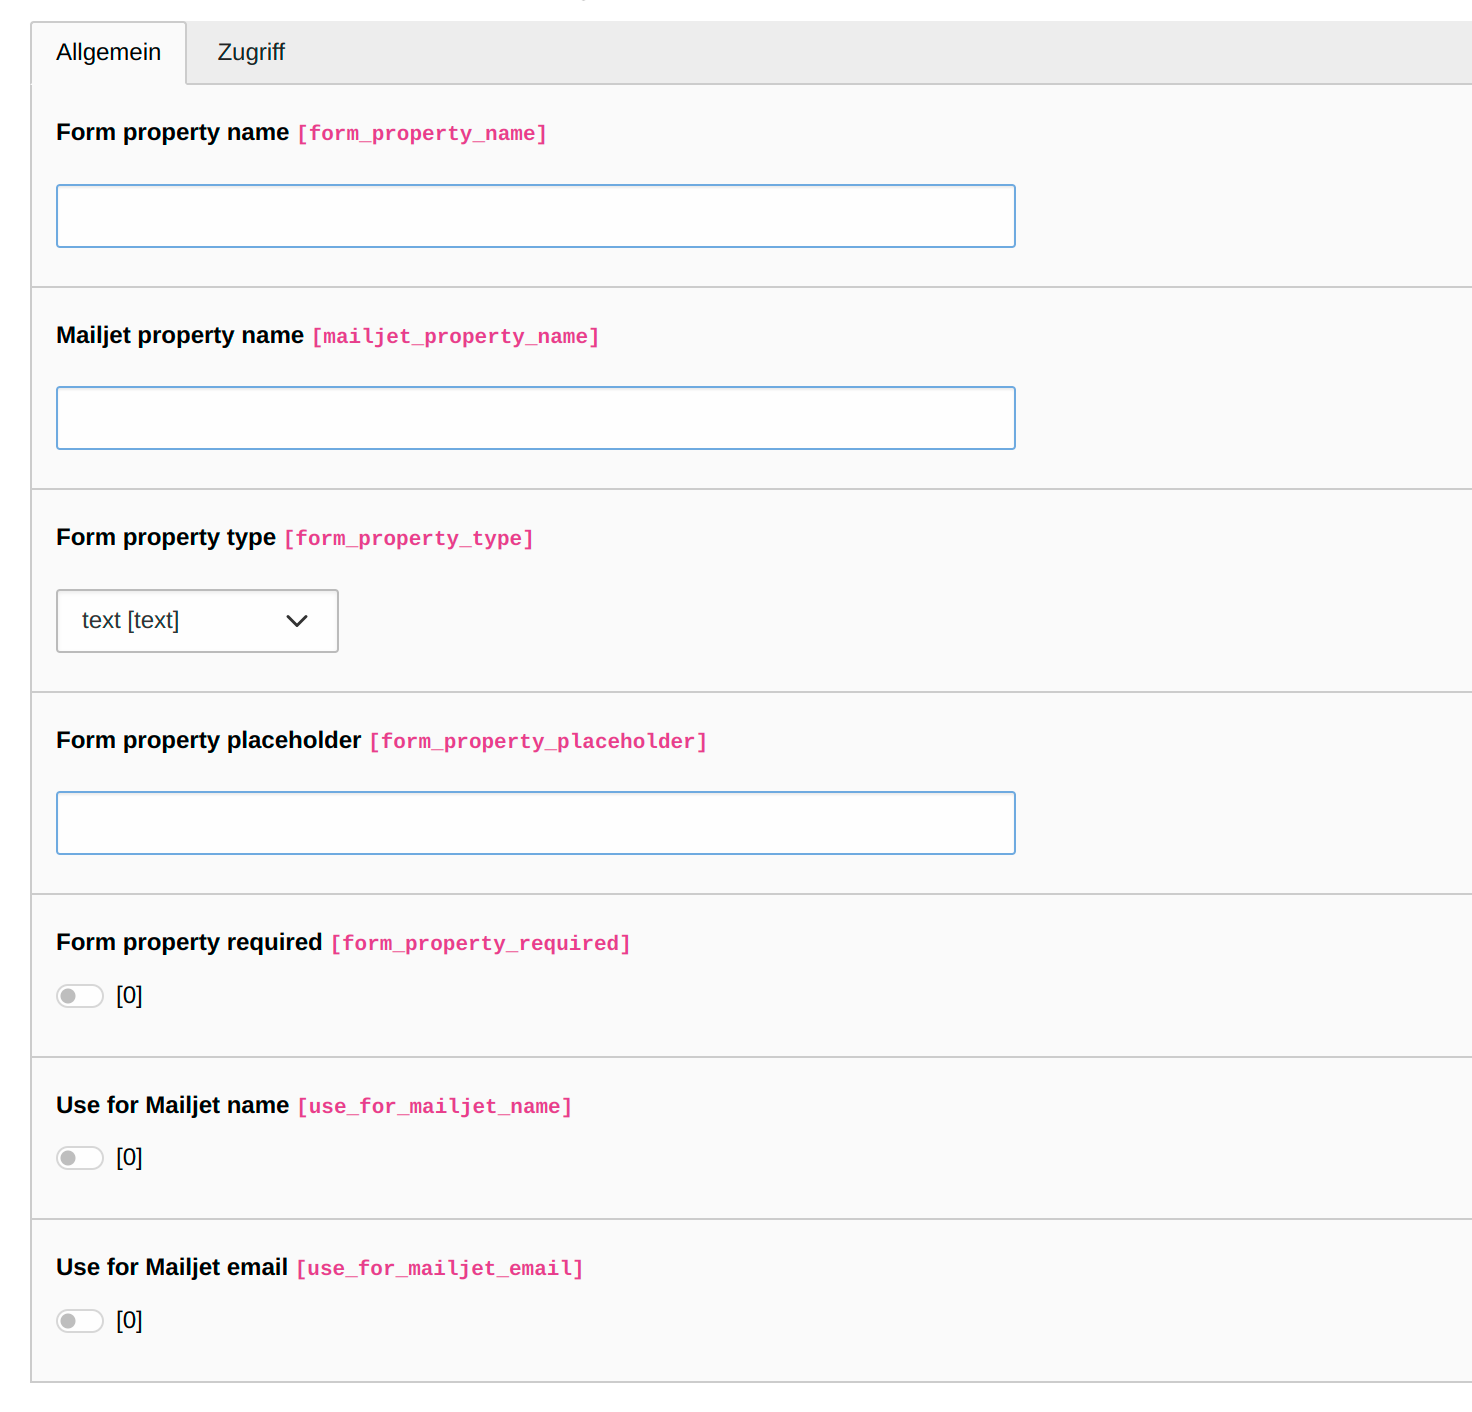 Allgemein Zugriff
Form property name [form_property_name]
Mailjet property name [mailjet_property_name]
Form property type [form_property_type]
text [text]
Form property placeholder [form_property_placeholder]
Form property required [form_property_required]
[0]
Use for Mailjet name [use_for_mailjet_name]
[0]
Use for Mailjet email [use_for_mailjet_email]
[0]